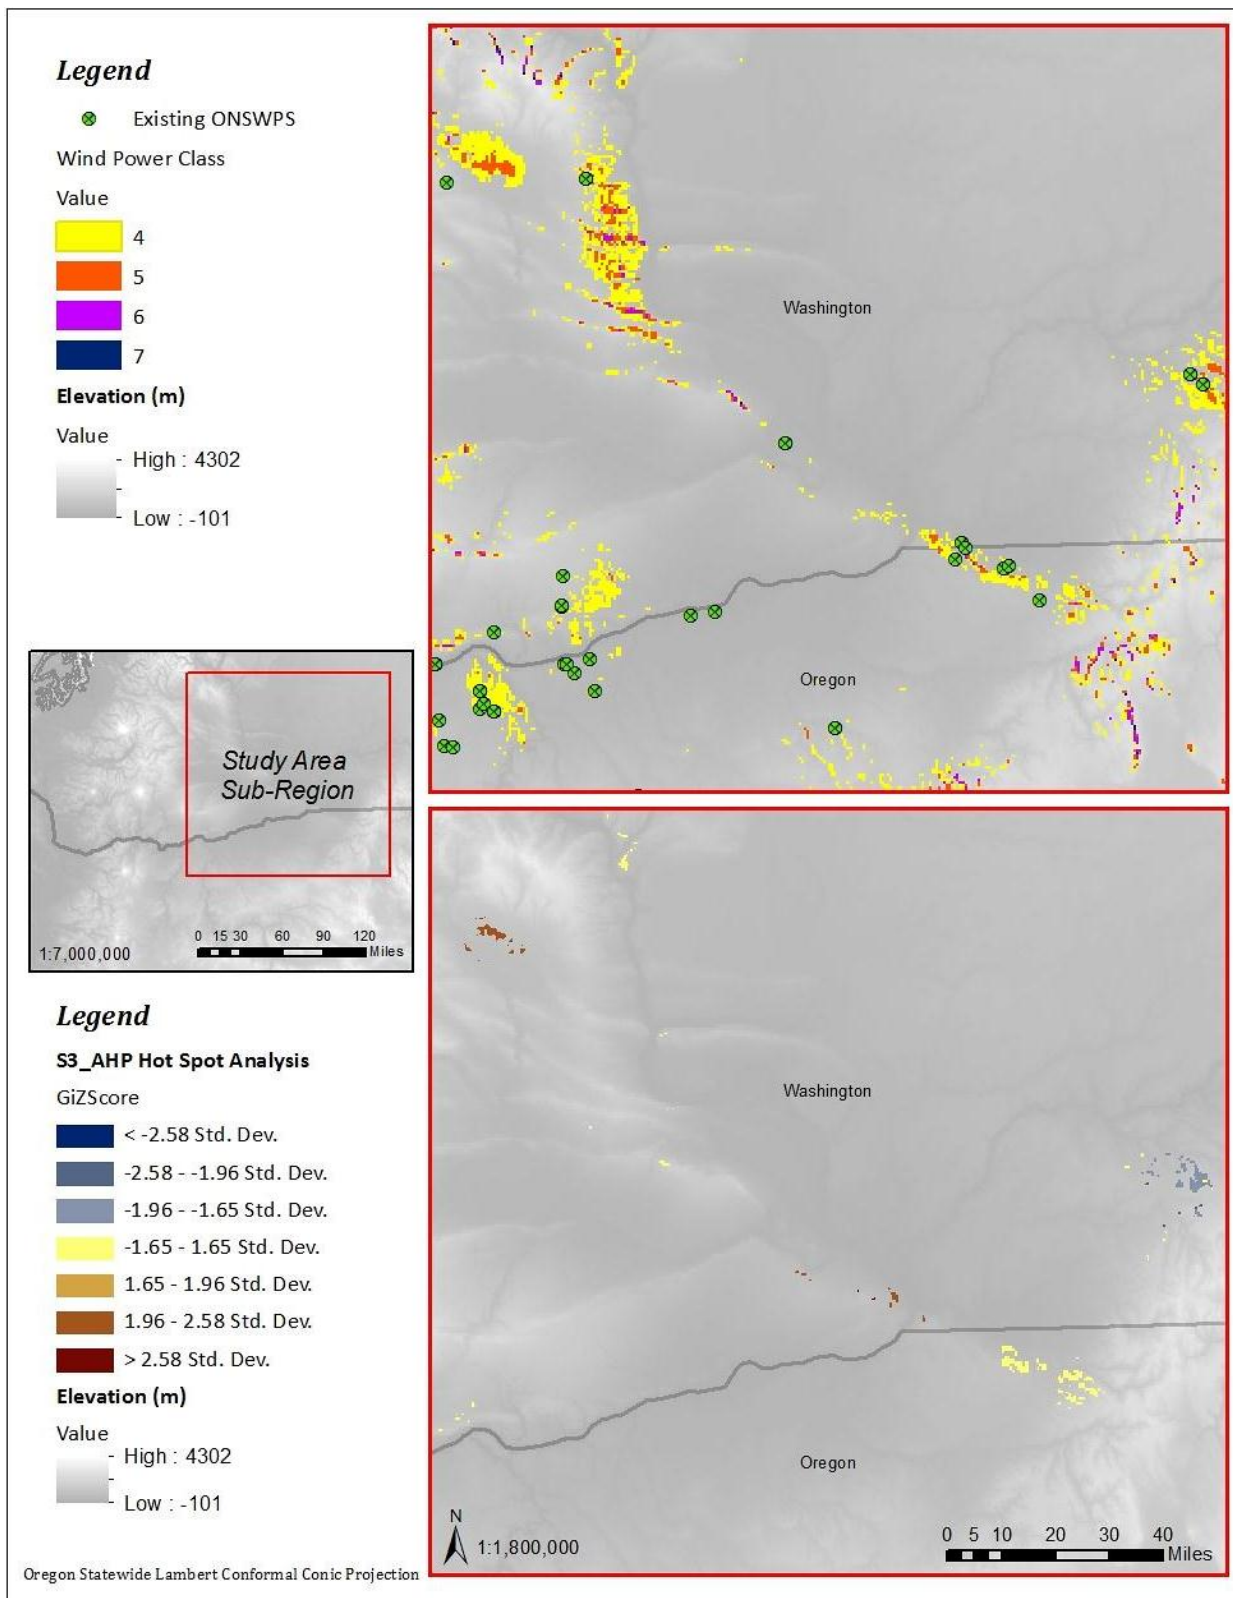 Legend
Existing ONSWPS
Wind Power Class
Value
4
5
6
7
Elevation (m)
Value
High : 4302
Low : -101
Washington
Oregon
Study Area
Sub-Region
1:7,000,000
0 15 30 60 90 120
Miles
Legend
S3_AHP Hot Spot Analysis
GiZScore
< -2.58 Std. Dev.
-2.58 - -1.96 Std. Dev.
-1.96 - -1.65 Std. Dev.
-1.65 - 1.65 Std. Dev.
1.65 - 1.96 Std. Dev.
1.96 - 2.58 Std. Dev.
> 2.58 Std. Dev.
Elevation (m)
Value
High : 4302
Low : -101
Oregon Statewide Lambert Conformal Conic Projection
Washington
Oregon
N
1:1,800,000
0 5 10 20 30 40
Miles